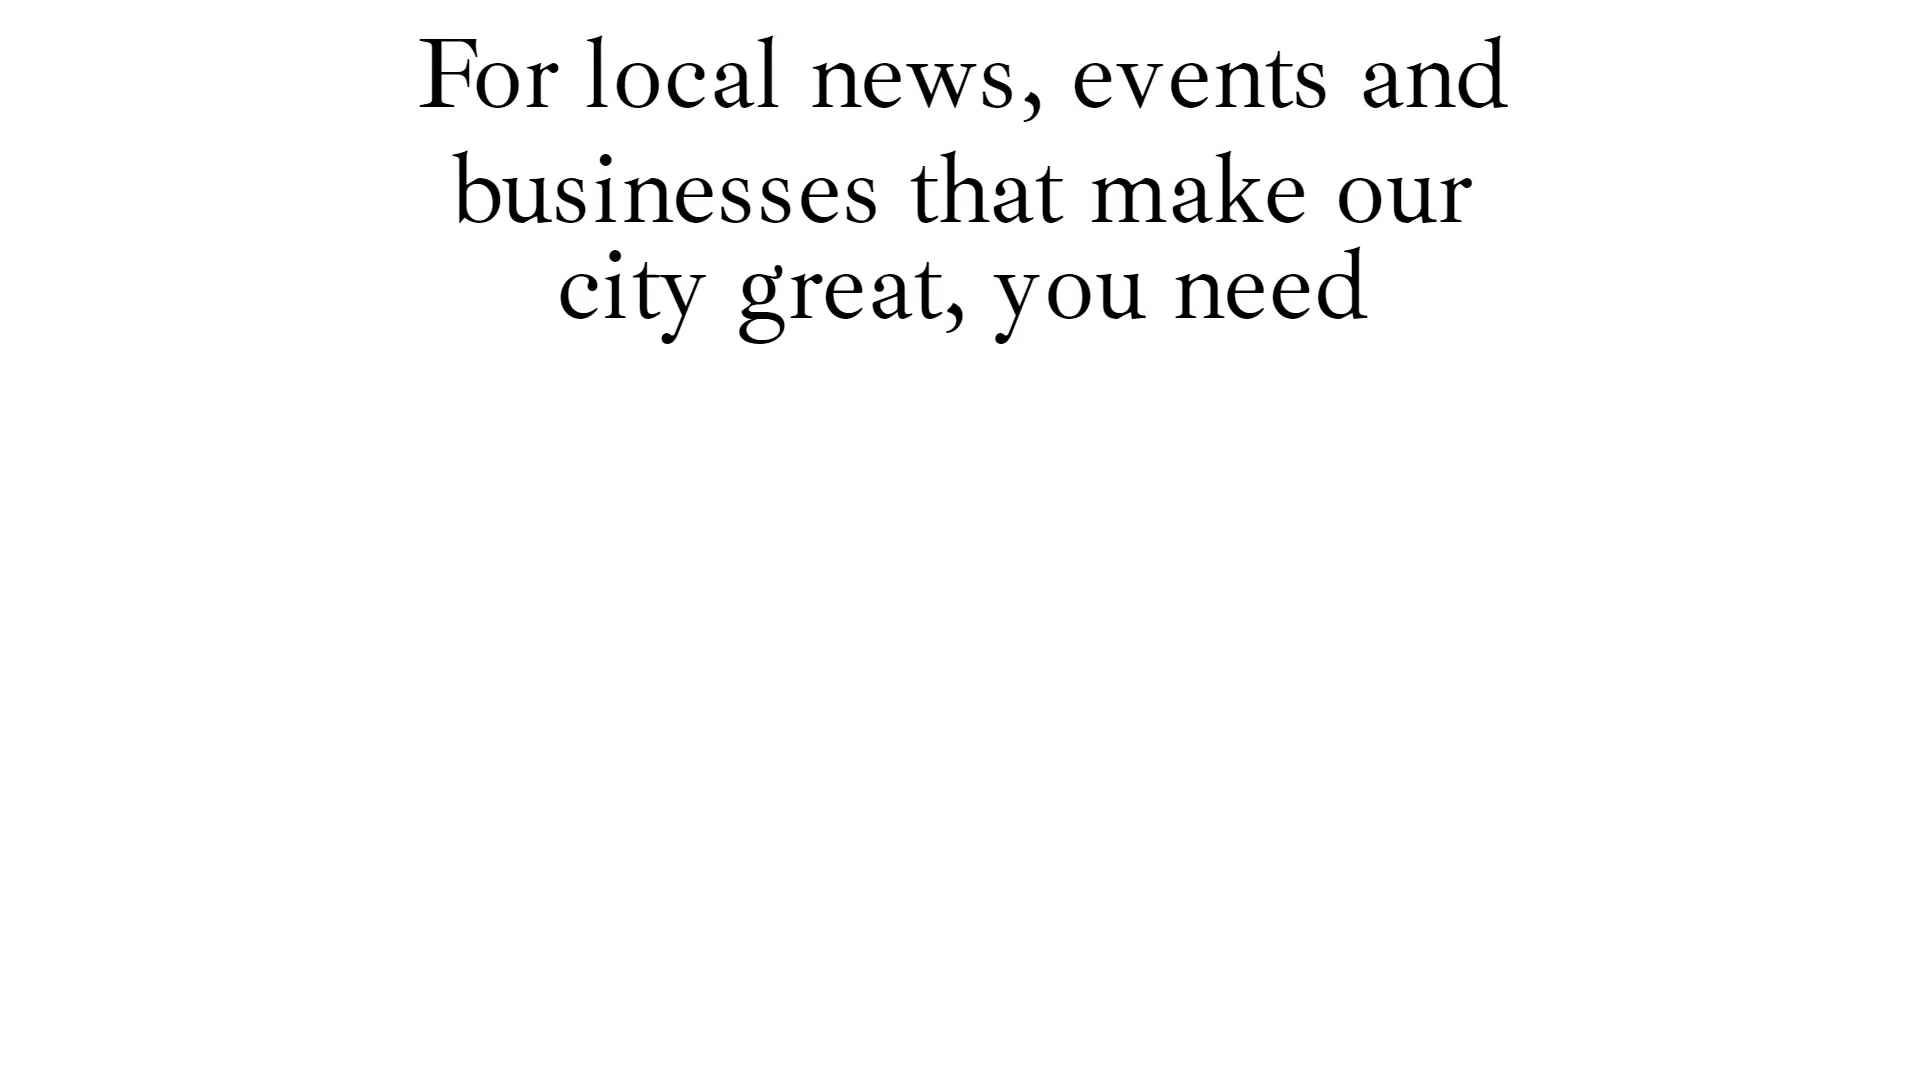 For local news, events and
businesses that make our
city great, you need